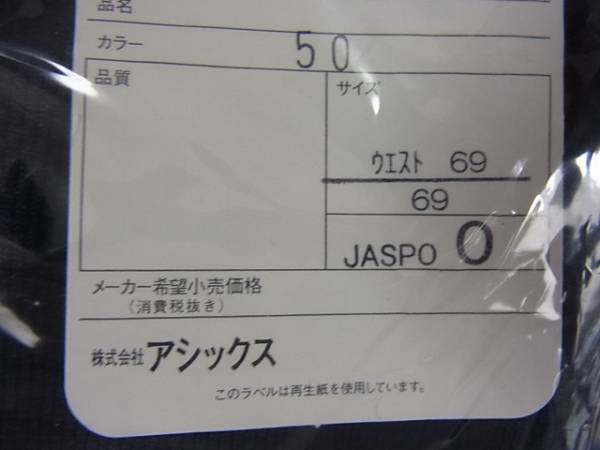 品名
カラー 50
品質
サイズ
ウエスト 69
69
JASPO O
メーカー希望小売価格
(消費税抜き)
株式会社 アシックス
このラベルは再生紙を使用しています。